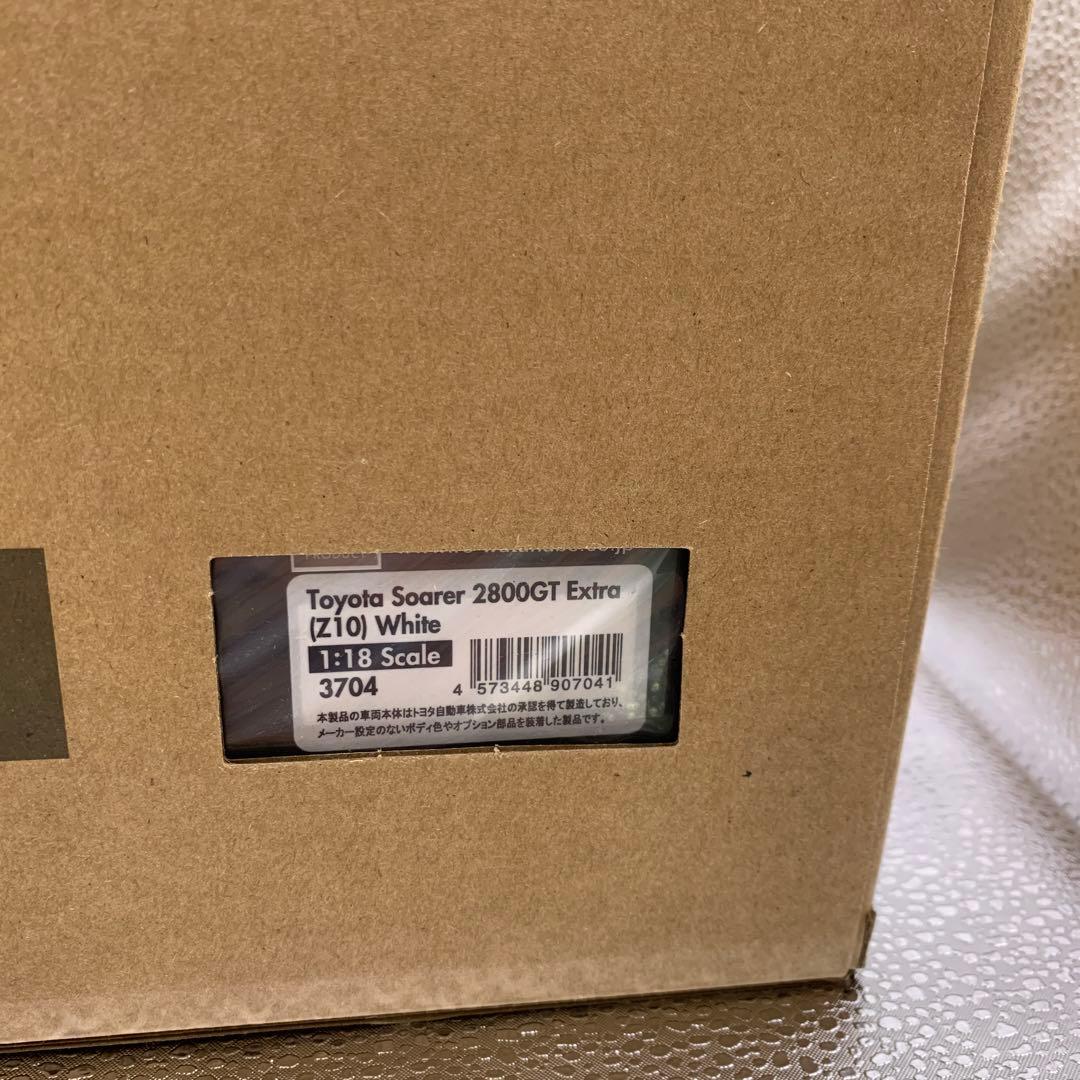 PRODUCT
Toyota Soarer 2800GT Extra
(Z10) White
1:18 Scale
3704
4 573448 907041
本製品の車両本体はトヨタ自動車株式会社の承認を得て製造しており、
メーカー設定のないボディ色やオプション部品を装着した製品です。